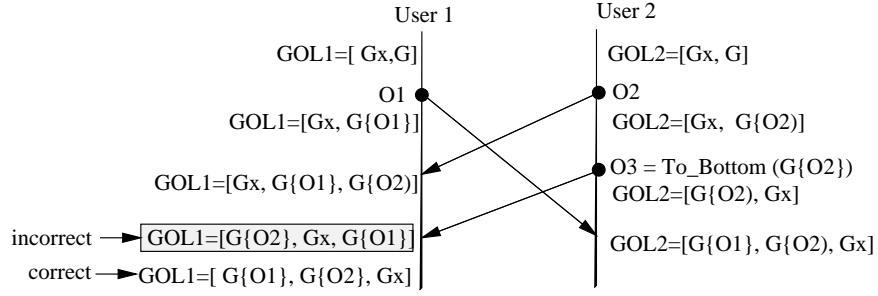 User 1 User 2
GOL1=[ Gx,G] GOL2=[Gx, G]
O1 O2
GOL1=[Gx, G{O1}] GOL2=[Gx, G{O2)]
O3 = To_Bottom (G{O2})
GOL1=[Gx, G{O1}, G{O2)] GOL2=[G{O2), Gx]
incorrect GOL1=[G{O2}, Gx, G{O1}] GOL2=[G{O1}, G{O2), Gx]
correct GOL1=[ G{O1}, G{O2}, Gx]